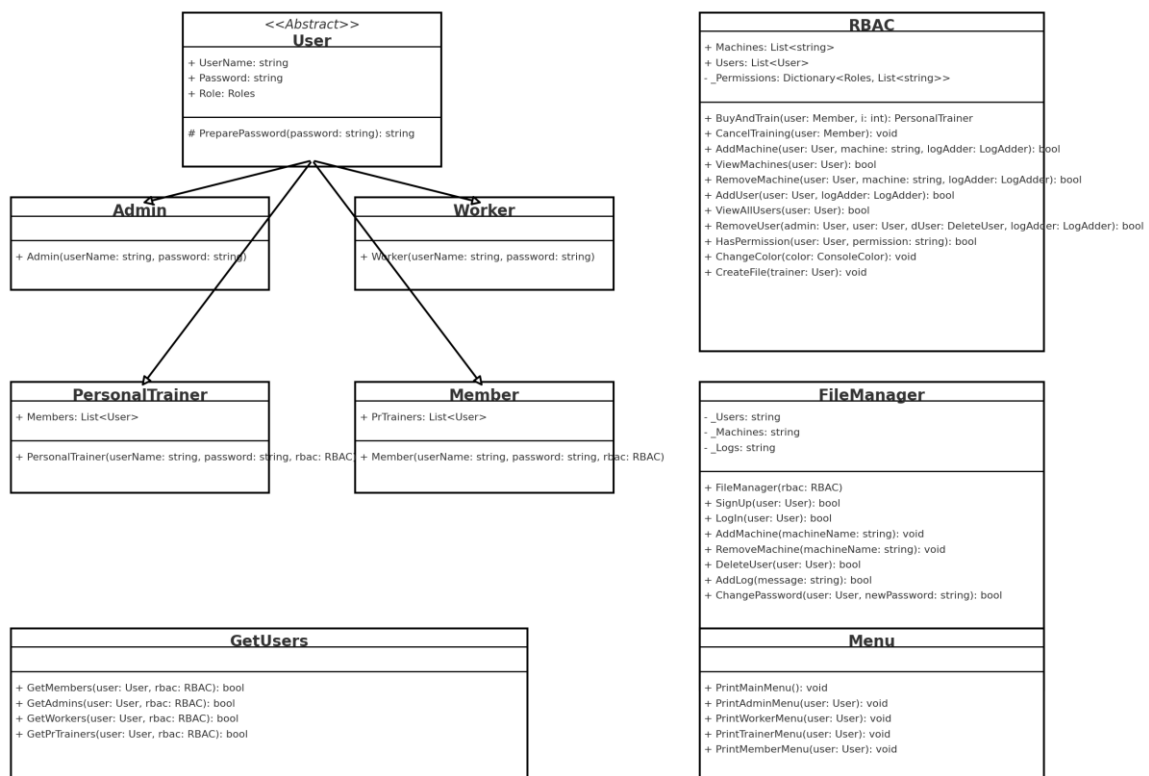 <<Abstract>>
User
+ UserName: string
+ Password: string
+ Role: Roles
# PreparePassword(password: string): string
RBAC
+ Machines: List<string>
+ Users: List<User>
- _Permissions: Dictionary<Roles, List<string>>
+ BuyAndTrain(user: Member, i: int): PersonalTrainer
+ CancelTraining(user: Member): void
+ AddMachine(user: User, machine: string, logAdder: LogAdder): bool
+ ViewMachines(user: User): bool
+ RemoveMachine(user: User, machine: string, logAdder: LogAdder): bool
+ AddUser(user: User, logAdder: LogAdder): bool
+ ViewAllUsers(user: User): bool
+ RemoveUser(admin: User, user: User, dUser: DeleteUser, logAdder: LogAdder): bool
+ HasPermission(user: User, permission: string): bool
+ ChangeColor(color: ConsoleColor): void
+ CreateFile(trainer: User): void
Admin
+ Admin(userName: string, password: string)
Worker
+ Worker(userName: string, password: string)
PersonalTrainer
+ Members: List<User>
+ PersonalTrainer(userName: string, password: string, rbac: RBAC)
Member
+ PrTrainers: List<User>
+ Member(userName: string, password: string, rbac: RBAC)
FileManager
- _Users: string
- _Machines: string
- _Logs: string
+ FileManager(rbac: RBAC)
+ SignUp(user: User): bool
+ LogIn(user: User): bool
+ AddMachine(machineName: string): void
+ RemoveMachine(machineName: string): void
+ DeleteUser(user: User): bool
+ AddLog(message: string): bool
+ ChangePassword(user: User, newPassword: string): bool
GetUsers
+ GetMembers(user: User, rbac: RBAC): bool
+ GetAdmins(user: User, rbac: RBAC): bool
+ GetWorkers(user: User, rbac: RBAC): bool
+ GetPrTrainers(user: User, rbac: RBAC): bool
Menu
+ PrintMainMenu(): void
+ PrintAdminMenu(user: User): void
+ PrintWorkerMenu(user: User): void
+ PrintTrainerMenu(user: User): void
+ PrintMemberMenu(user: User): void